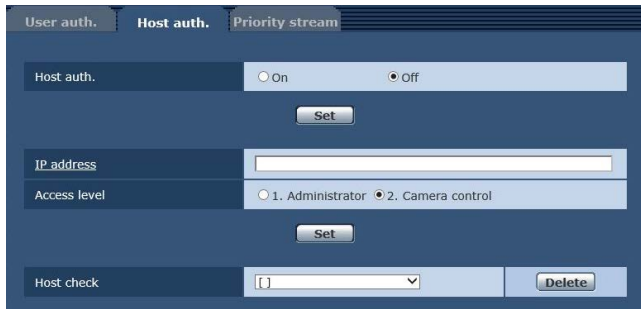 User auth. Host auth. Priority stream
Host auth. On Off
Set
IP address
Access level 1. Administrator 2. Camera control
Set
Host check [ ] Delete